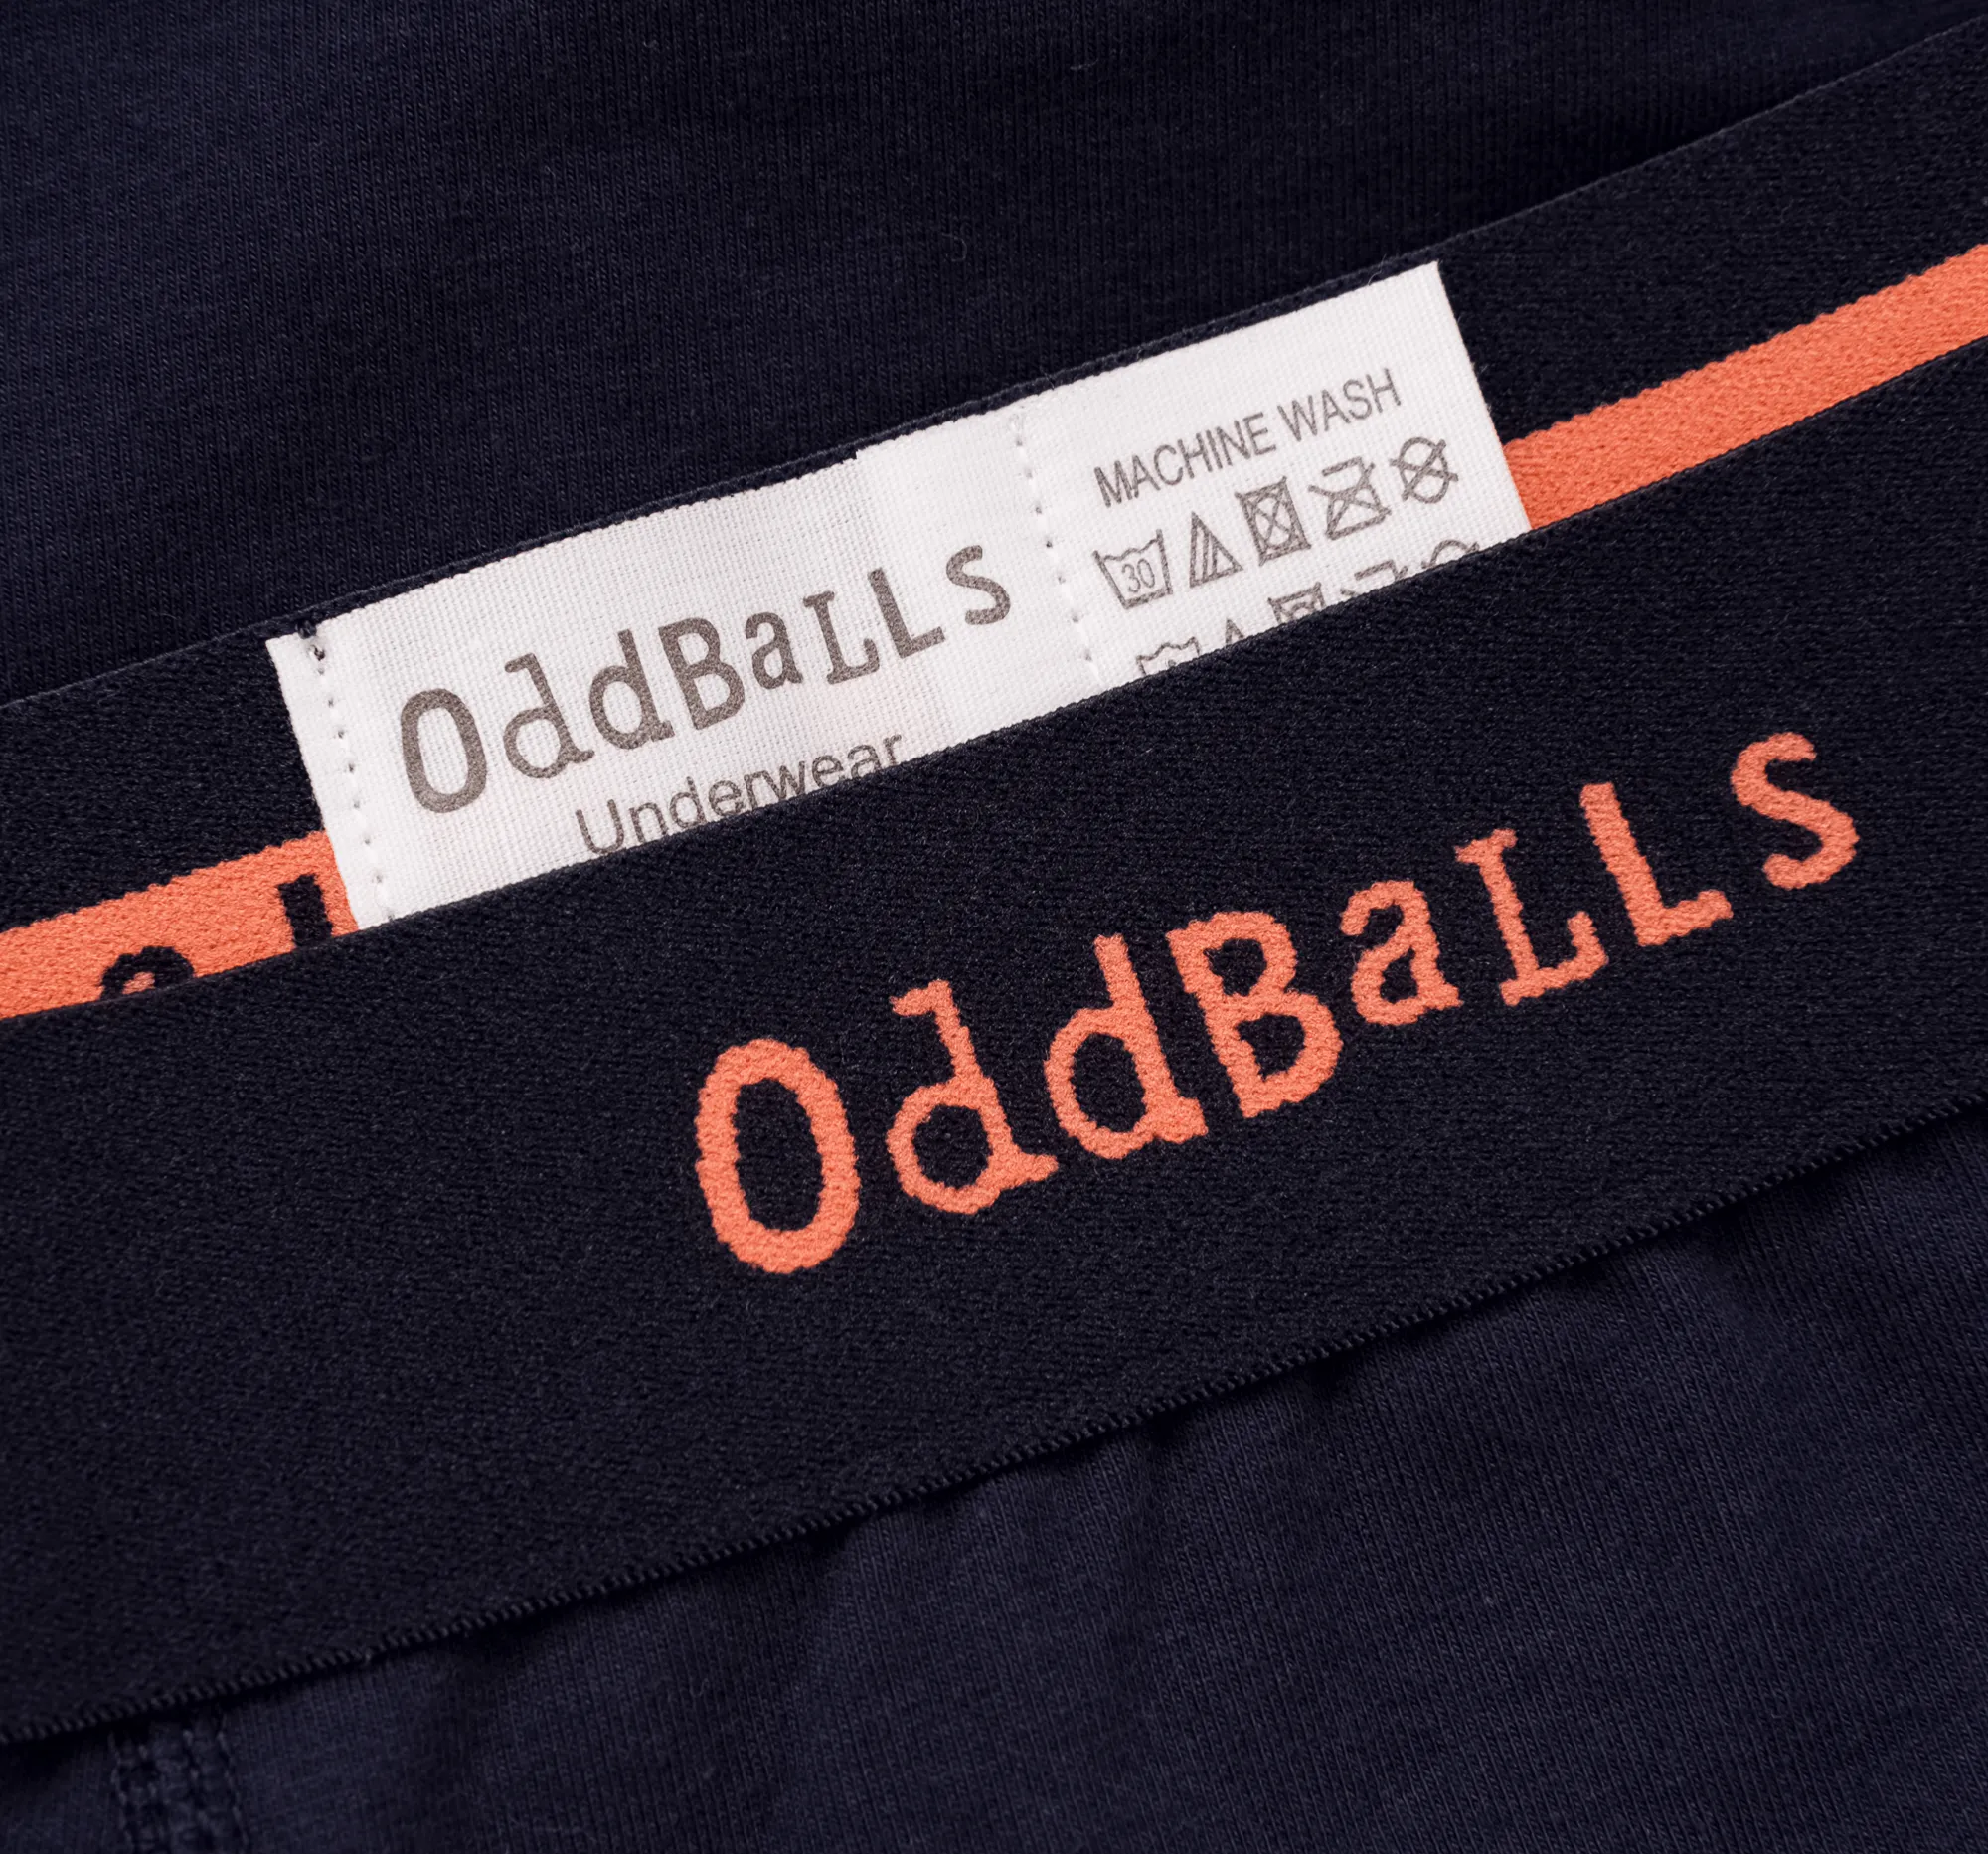 OddBaLLs
Underwear
MACHINE WASH
30
OddBaLLs